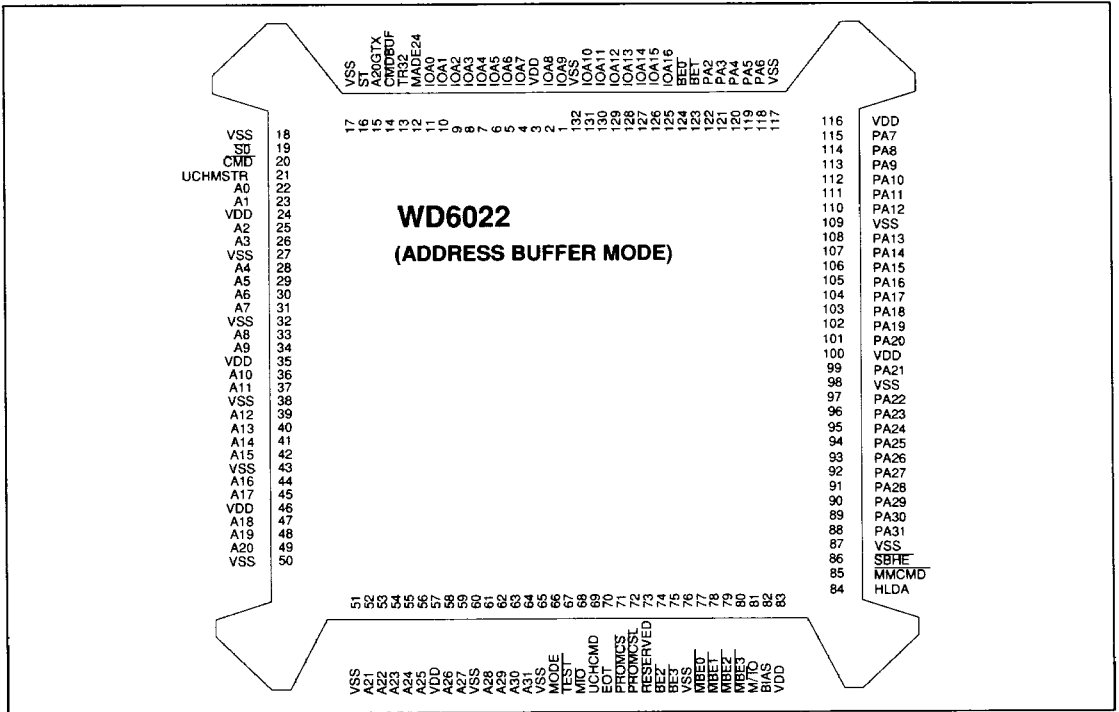 VSS
S1
A20GTX
CMDBUF
TR32
MADE24
IOA0
IOA1
IOA2
IOA3
IOA4
IOA5
IOA6
IOA7
VDD
IOA8
IOA9
VSS
IOA10
IOA11
IOA12
IOA13
IOA14
IOA15
IOA16
BE0
BE1
PA2
PA3
PA4
PA5
PA6
VSS
17
16
15
14
13
12
11
10
9
8
7
6
5
4
3
2
1
132
131
130
129
128
127
126
125
124
123
122
121
120
119
118
117
VSS 18
S0 19
CMD 20
UCHMSTR 21
A0 22
A1 23
VDD 24
A2 25
A3 26
VSS 27
A4 28
A5 29
A6 30
A7 31
VSS 32
A8 33
A9 34
VDD 35
A10 36
A11 37
VSS 38
A12 39
A13 40
A14 41
A15 42
VSS 43
A16 44
A17 45
VDD 46
A18 47
A19 48
A20 49
VSS 50
WD6022
(ADDRESS BUFFER MODE)
116 VDD
115 PA7
114 PA8
113 PA9
112 PA10
111 PA11
110 PA12
109 VSS
108 PA13
107 PA14
106 PA15
105 PA16
104 PA17
103 PA18
102 PA19
101 PA20
100 VDD
99 PA21
98 VSS
97 PA22
96 PA23
95 PA24
94 PA25
93 PA26
92 PA27
91 PA28
90 PA29
89 PA30
88 PA31
87 VSS
86 SBHE
85 MMCMD
84 HLDA
51
52
53
54
55
56
57
58
59
60
61
62
63
64
65
66
67
68
69
70
71
72
73
74
75
76
77
78
79
80
81
82
83
VSS
A21
A22
A23
A24
A25
VDD
A26
A27
VSS
A28
A29
A30
A31
VSS
MODE
TEST
MIO
UCHCMD
EOT
PROMCS
PROMCSL
RESERVED
BE2
BE3
VSS
MBE0
MBE1
MBE2
MBE3
M/IO
BIAS
VDD